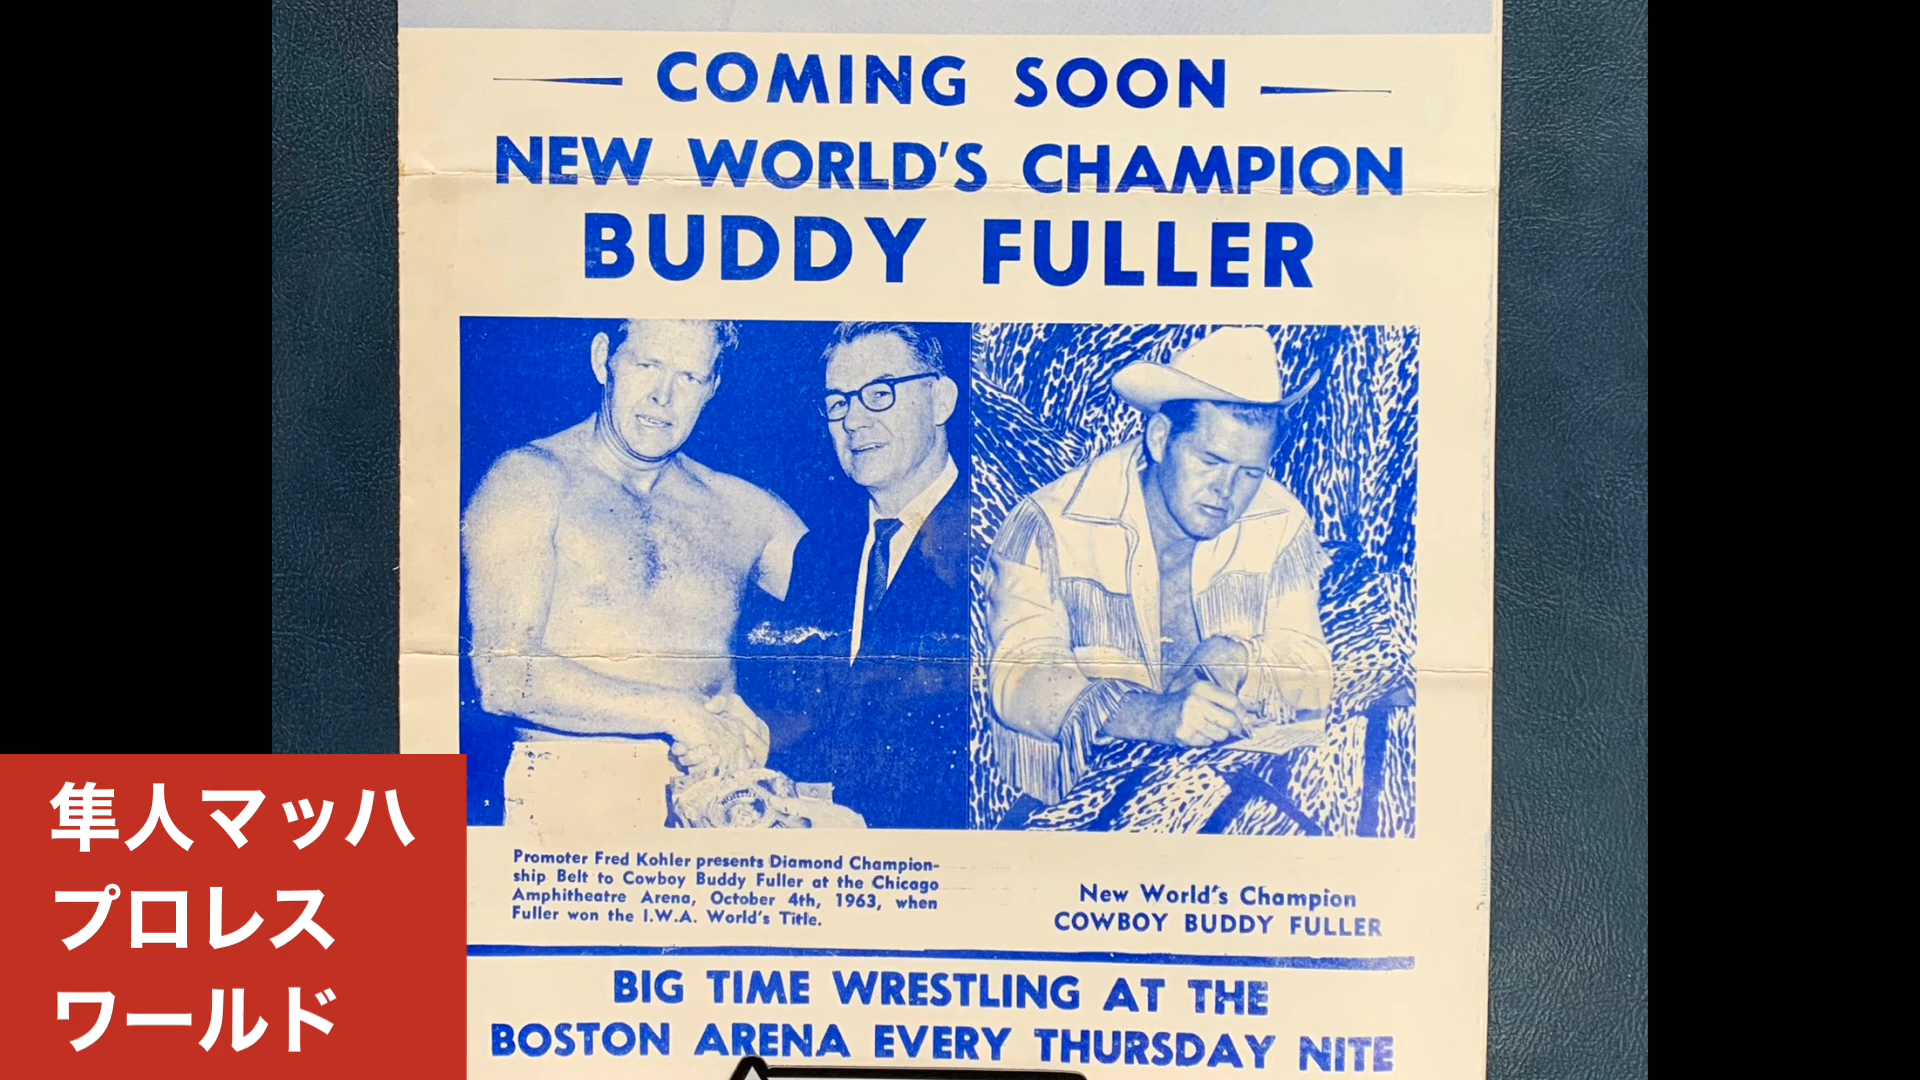 COMING SOON
NEW WORLD'S CHAMPION
BUDDY FULLER
Promoter Fred Kohler presents Diamond Champion-
ship Belt to Cowboy Buddy Fuller at the Chicago
Amphitheatre Arena, October 4th, 1963, when
Fuller won the I.W.A. World's Title.
New World's Champion
COWBOY BUDDY FULLER
BIG TIME WRESTLING AT THE
BOSTON ARENA EVERY THURSDAY NITE
隼人マッハ
プロレス
ワールド